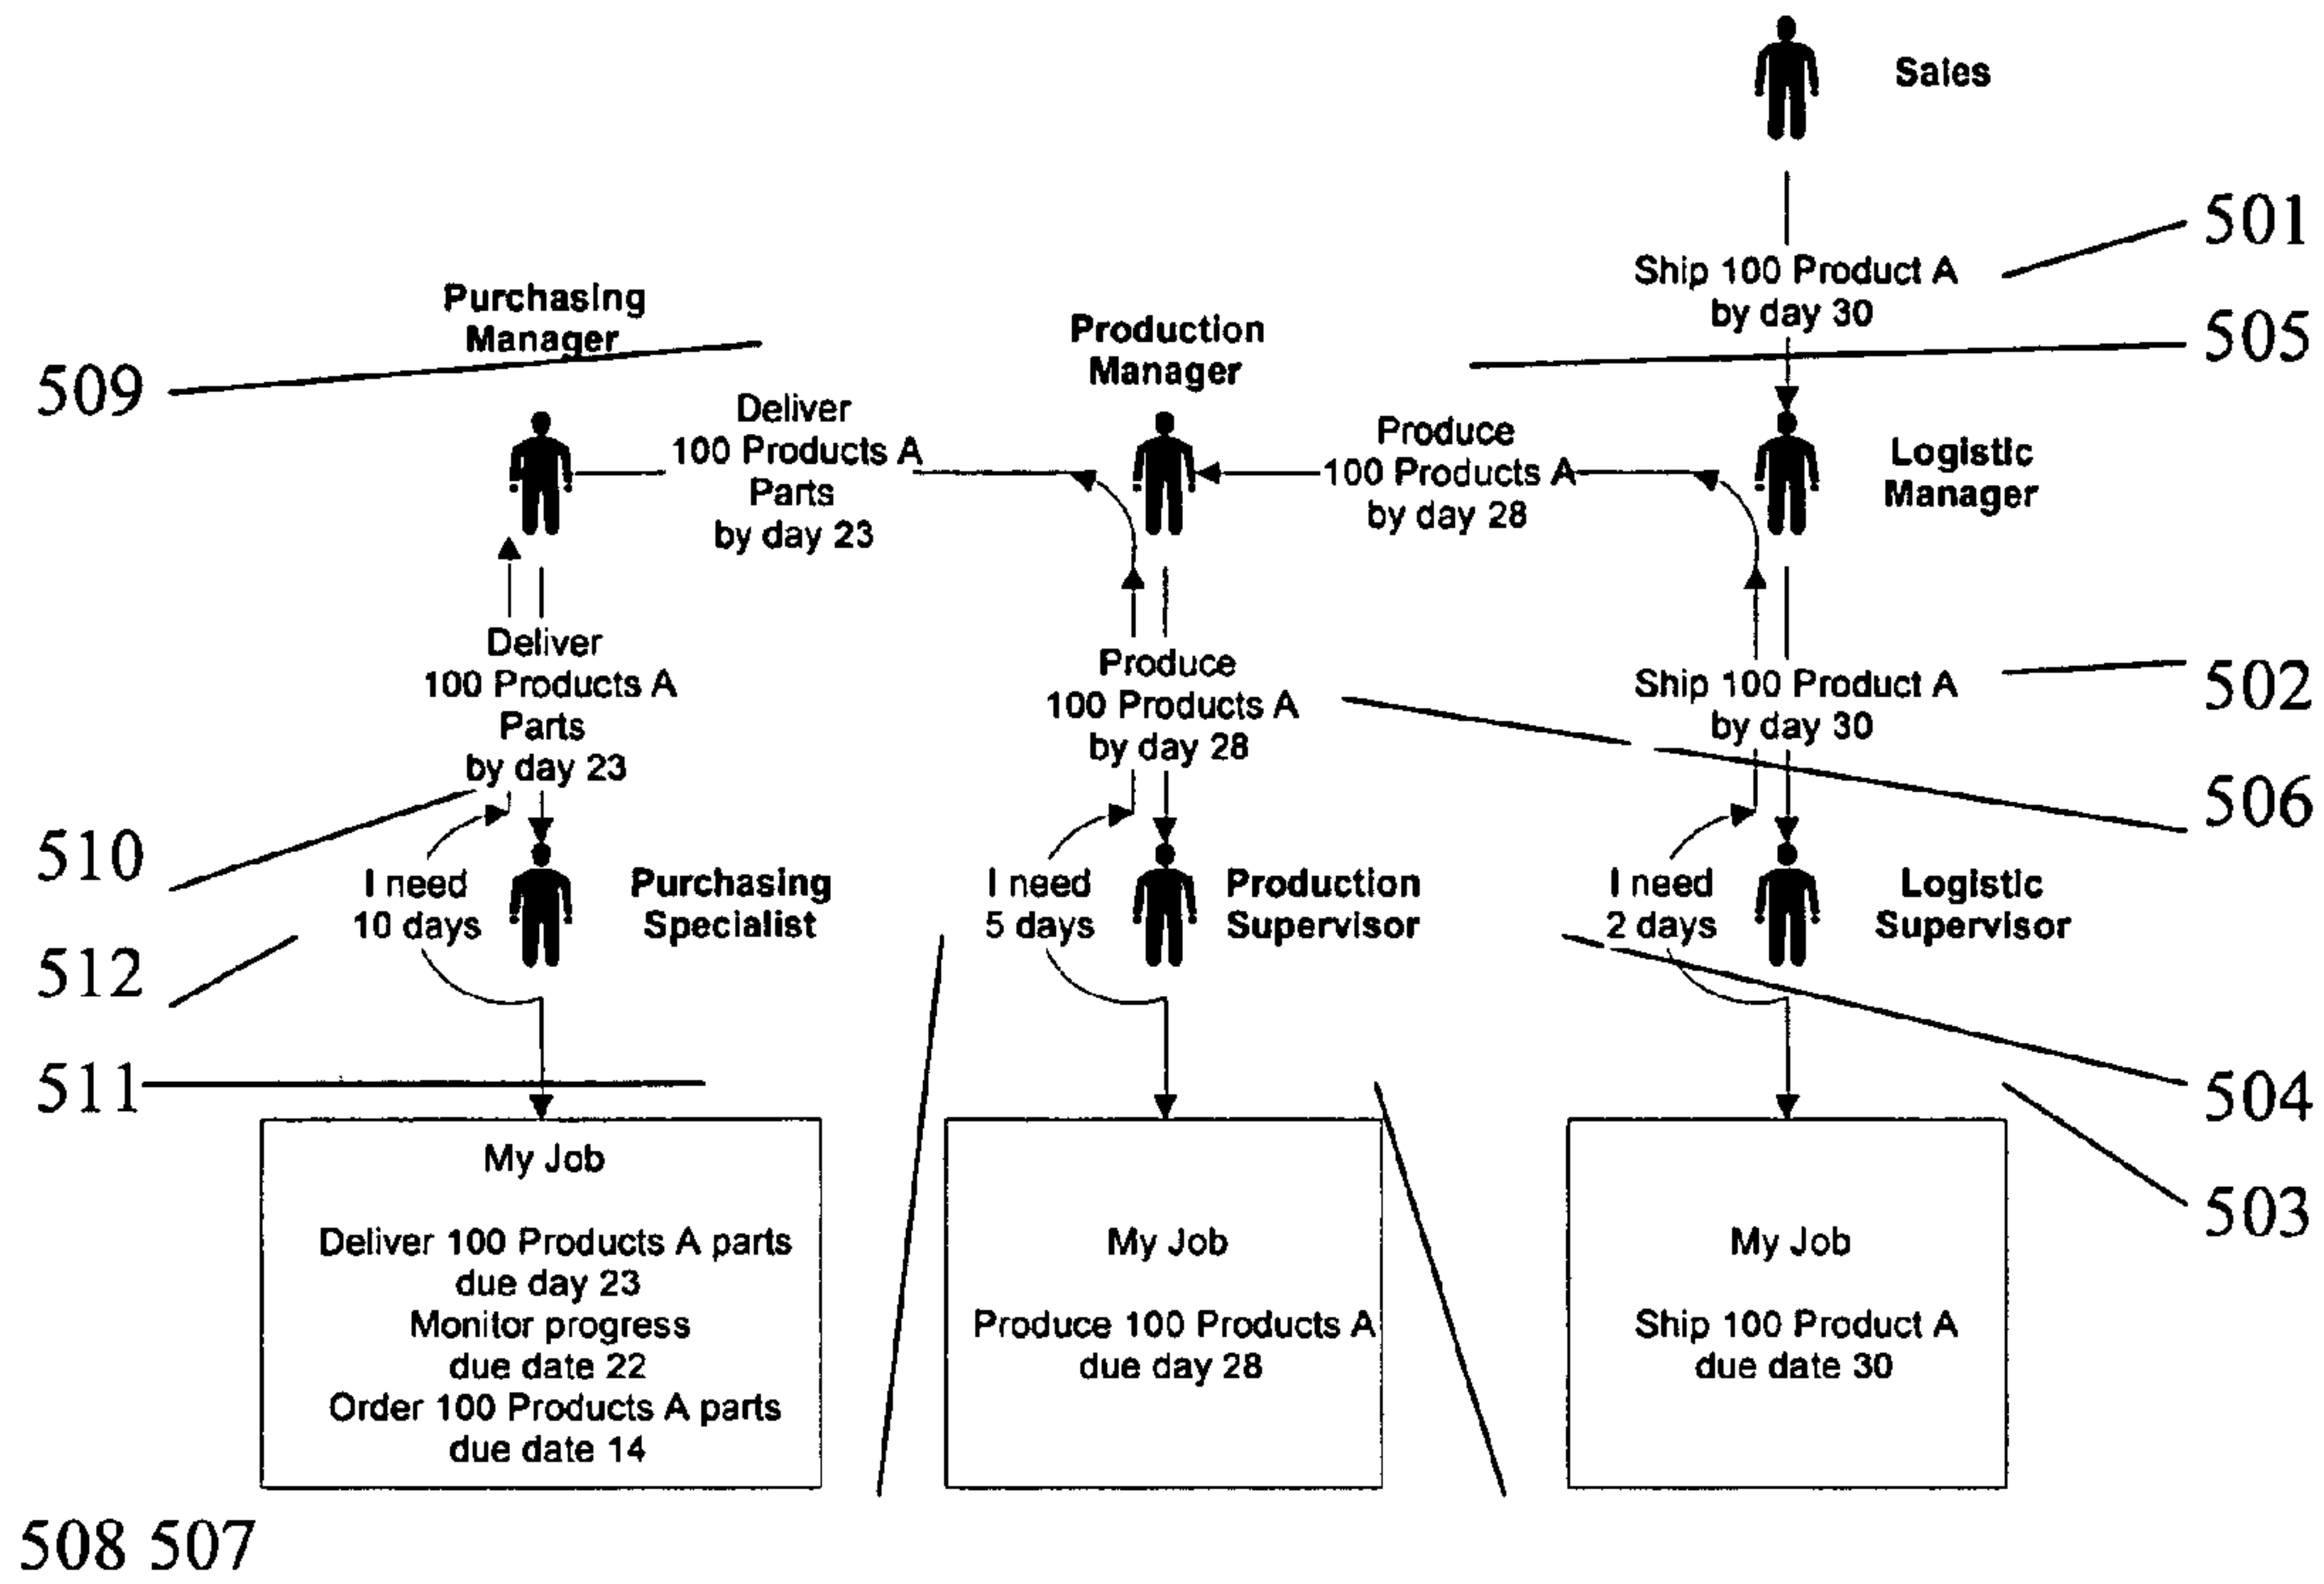 Sales
501
Ship 100 Product A
by day 30
505
Purchasing
Manager
Production
Manager
509
Deliver
100 Products A
Parts
by day 23
Produce
100 Products A
by day 28
Logistic
Manager
Deliver
100 Products A
Parts
by day 23
Produce
100 Products A
by day 28
Ship 100 Product A
by day 30
502
506
510
I need
10 days
Purchasing
Specialist
I need
5 days
Production
Supervisor
I need
2 days
Logistic
Supervisor
512
511
504
503
My Job
Deliver 100 Products A parts
due day 23
Monitor progress
due date 22
Order 100 Products A parts
due date 14
My Job
Produce 100 Products A
due day 28
My Job
Ship 100 Product A
due date 30
508 507